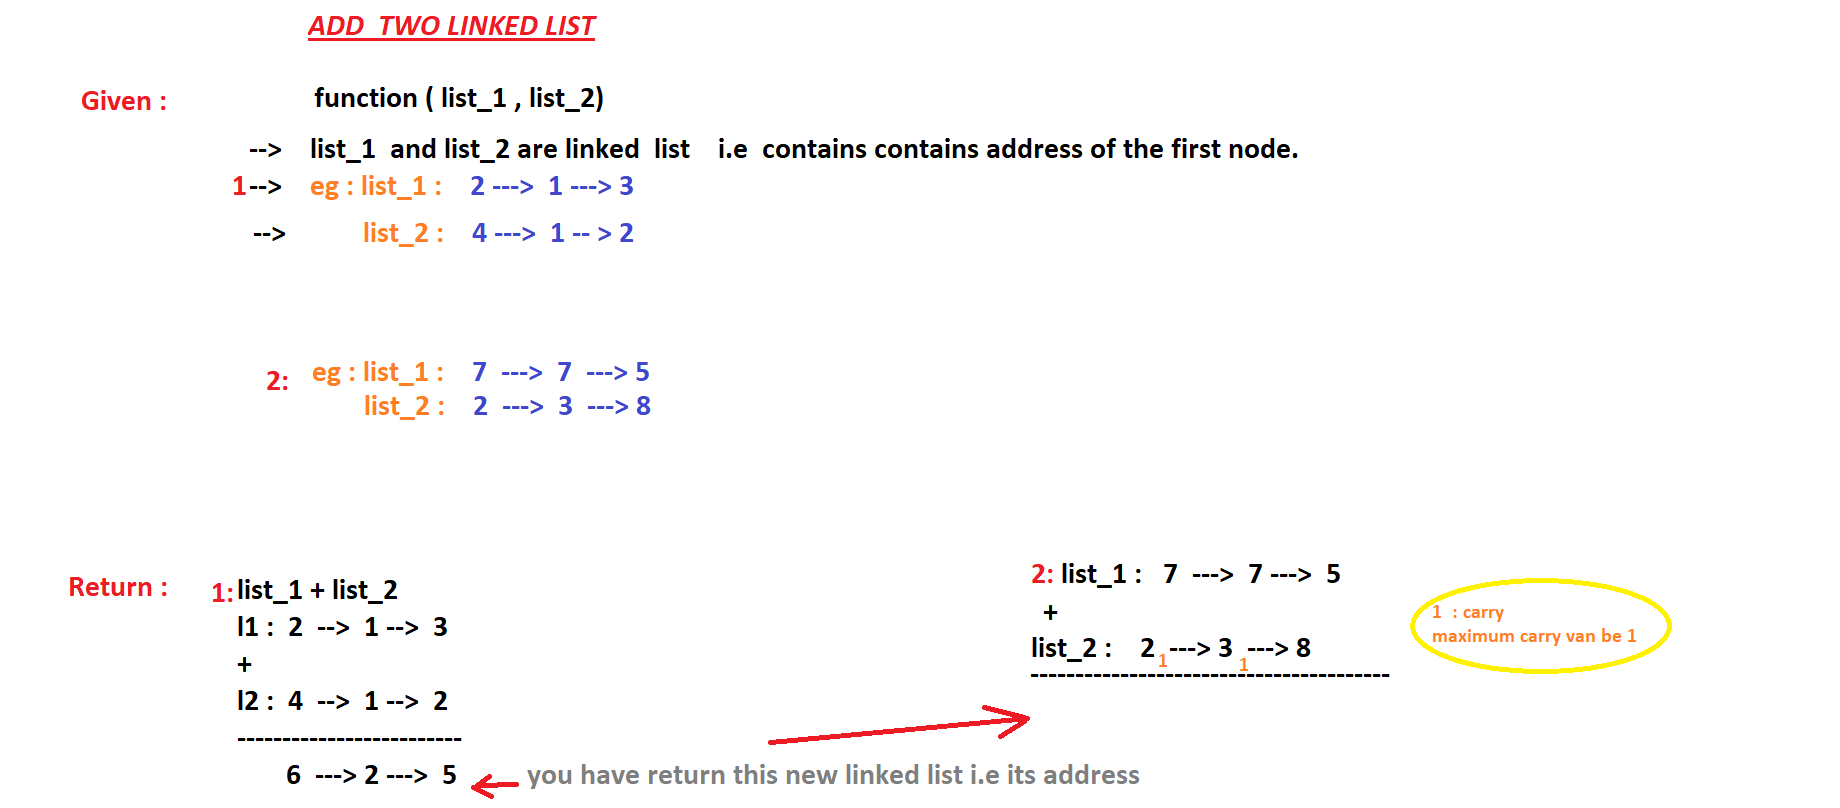 ADD TWO LINKED LIST
Given : function ( list_1 , list_2)
--> list_1 and list_2 are linked list i.e contains contains address of the first node.
1--> eg : list_1 : 2 ---> 1 ---> 3
--> list_2 : 4 ---> 1 -- > 2
2: eg : list_1 : 7 ---> 7 ---> 5
list_2 : 2 ---> 3 ---> 8
Return : 1: list_1 + list_2
l1 : 2 --> 1 --> 3
+
l2 : 4 --> 1 --> 2
-------------------------
6 ---> 2 ---> 5
you have return this new linked list i.e its address
2: list_1 : 7 ---> 7 ---> 5
+
list_2 : 2 1 ---> 3 1 ---> 8
----------------------------------------
1 : carry
maximum carry van be 1